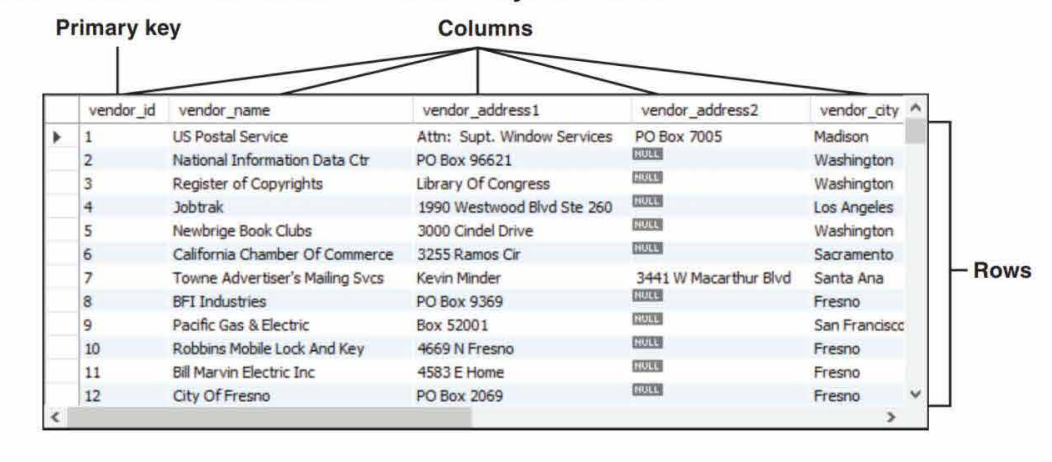 Primary key Columns
vendor_id vendor_name vendor_address1 vendor_address2 vendor_city
1 US Postal Service Attn: Supt. Window Services PO Box 7005 Madison
2 National Information Data Ctr PO Box 96621 NULL Washington
3 Register of Copyrights Library Of Congress NULL Washington
4 Jobtrak 1990 Westwood Blvd Ste 260 NULL Los Angeles
5 Newbrige Book Clubs 3000 Cindel Drive NULL Washington
6 California Chamber Of Commerce 3255 Ramos Cir NULL Sacramento
7 Towne Advertiser's Mailing Svcs Kevin Minder 3441 W Macarthur Blvd Santa Ana
Rows
8 BFI Industries PO Box 9369 NULL Fresno
9 Pacific Gas & Electric Box 52001 NULL San Francisc
10 Robbins Mobile Lock And Key 4669 N Fresno NULL Fresno
11 Bill Marvin Electric Inc 4583 E Home NULL Fresno
12 City Of Fresno PO Box 2069 NULL Fresno